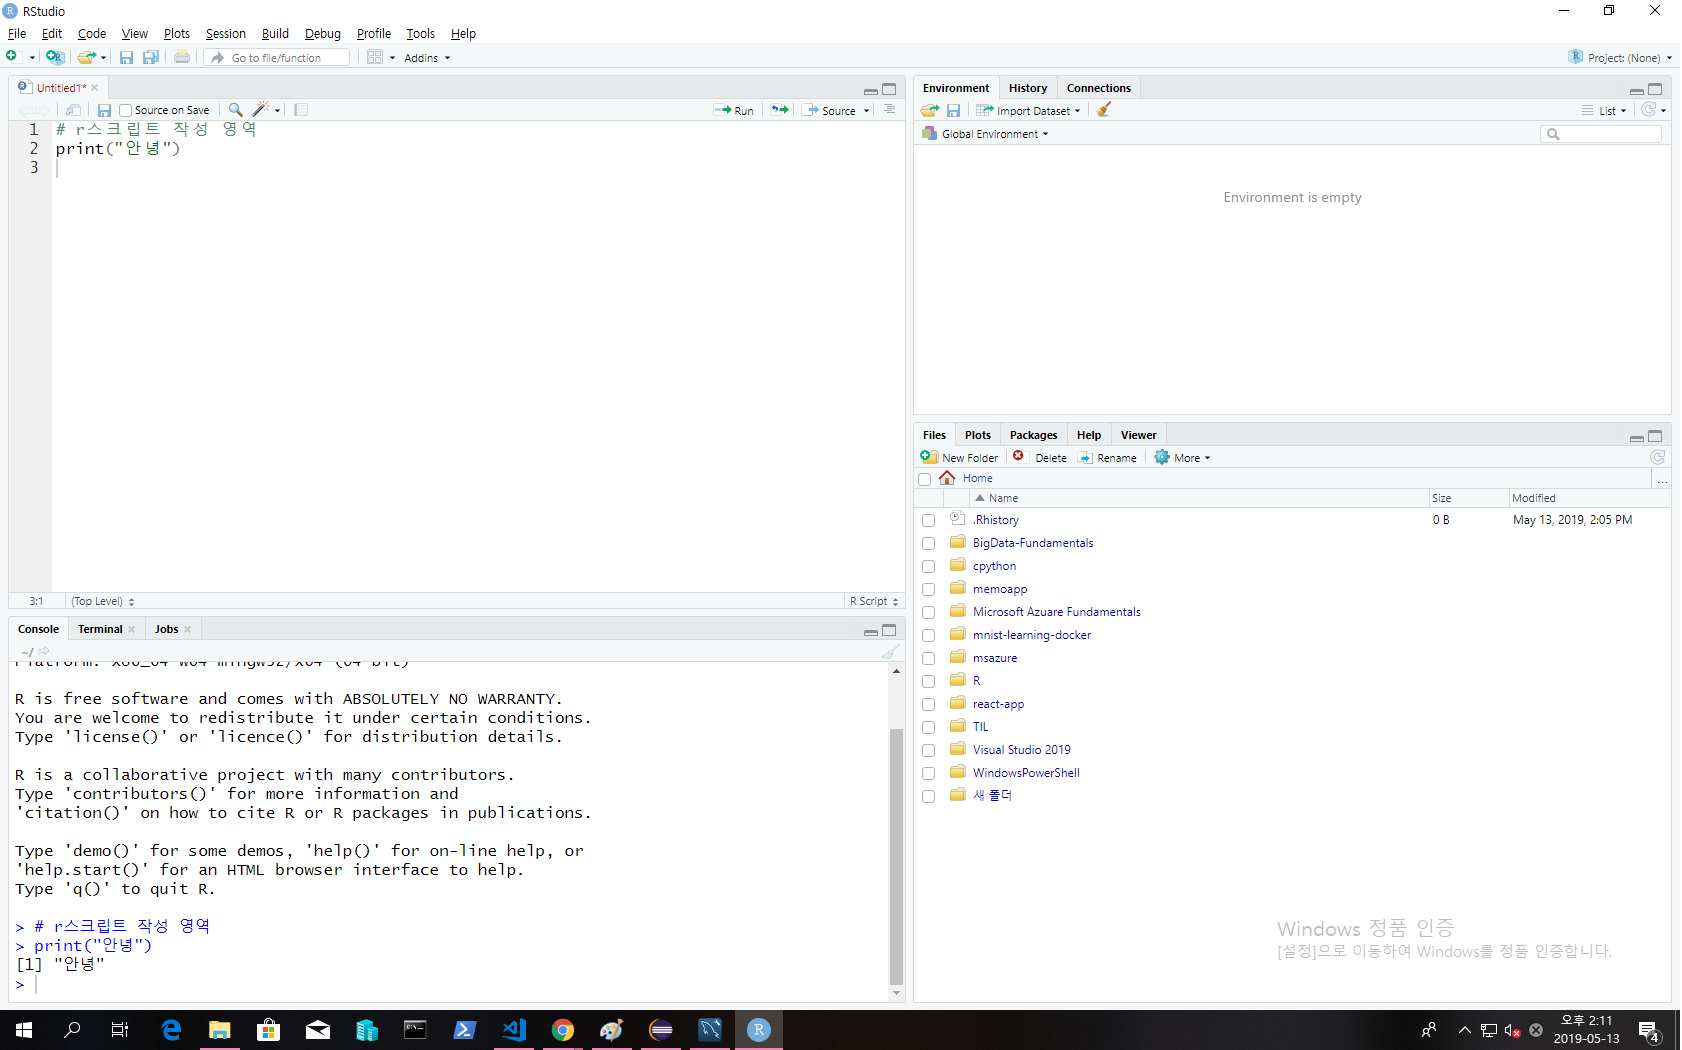 RStudio
File Edit Code View Plots Session Build Debug Profile Tools Help
Go to file/function Addins Project: (None)
Untitled1*
Source on Save Run Source
1 # r스크립트 작성 영역
2 print("안녕")
3
3:1 (Top Level) R Script
Console Terminal Jobs
~/
Platform: x86_64-w64-mingw32/x64 (64-bit)
R is free software and comes with ABSOLUTELY NO WARRANTY.
You are welcome to redistribute it under certain conditions.
Type 'license()' or 'licence()' for distribution details.
R is a collaborative project with many contributors.
Type 'contributors()' for more information and
'citation()' on how to cite R or R packages in publications.
Type 'demo()' for some demos, 'help()' for on-line help, or
'help.start()' for an HTML browser interface to help.
Type 'q()' to quit R.
> # r스크립트 작성 영역
> print("안녕")
[1] "안녕"
>
Environment History Connections
Import Dataset List
Global Environment
Environment is empty
Files Plots Packages Help Viewer
New Folder Delete Rename More
Home ...
Name Size Modified
.Rhistory 0 B May 13, 2019, 2:05 PM
BigData-Fundamentals
cpython
memoapp
Microsoft Azuare Fundamentals
mnist-learning-docker
msazure
R
react-app
TIL
Visual Studio 2019
WindowsPowerShell
새 폴더
Windows 정품 인증
[설정]으로 이동하여 Windows를 정품 인증합니다.
오후 2:11
2019-05-13
4